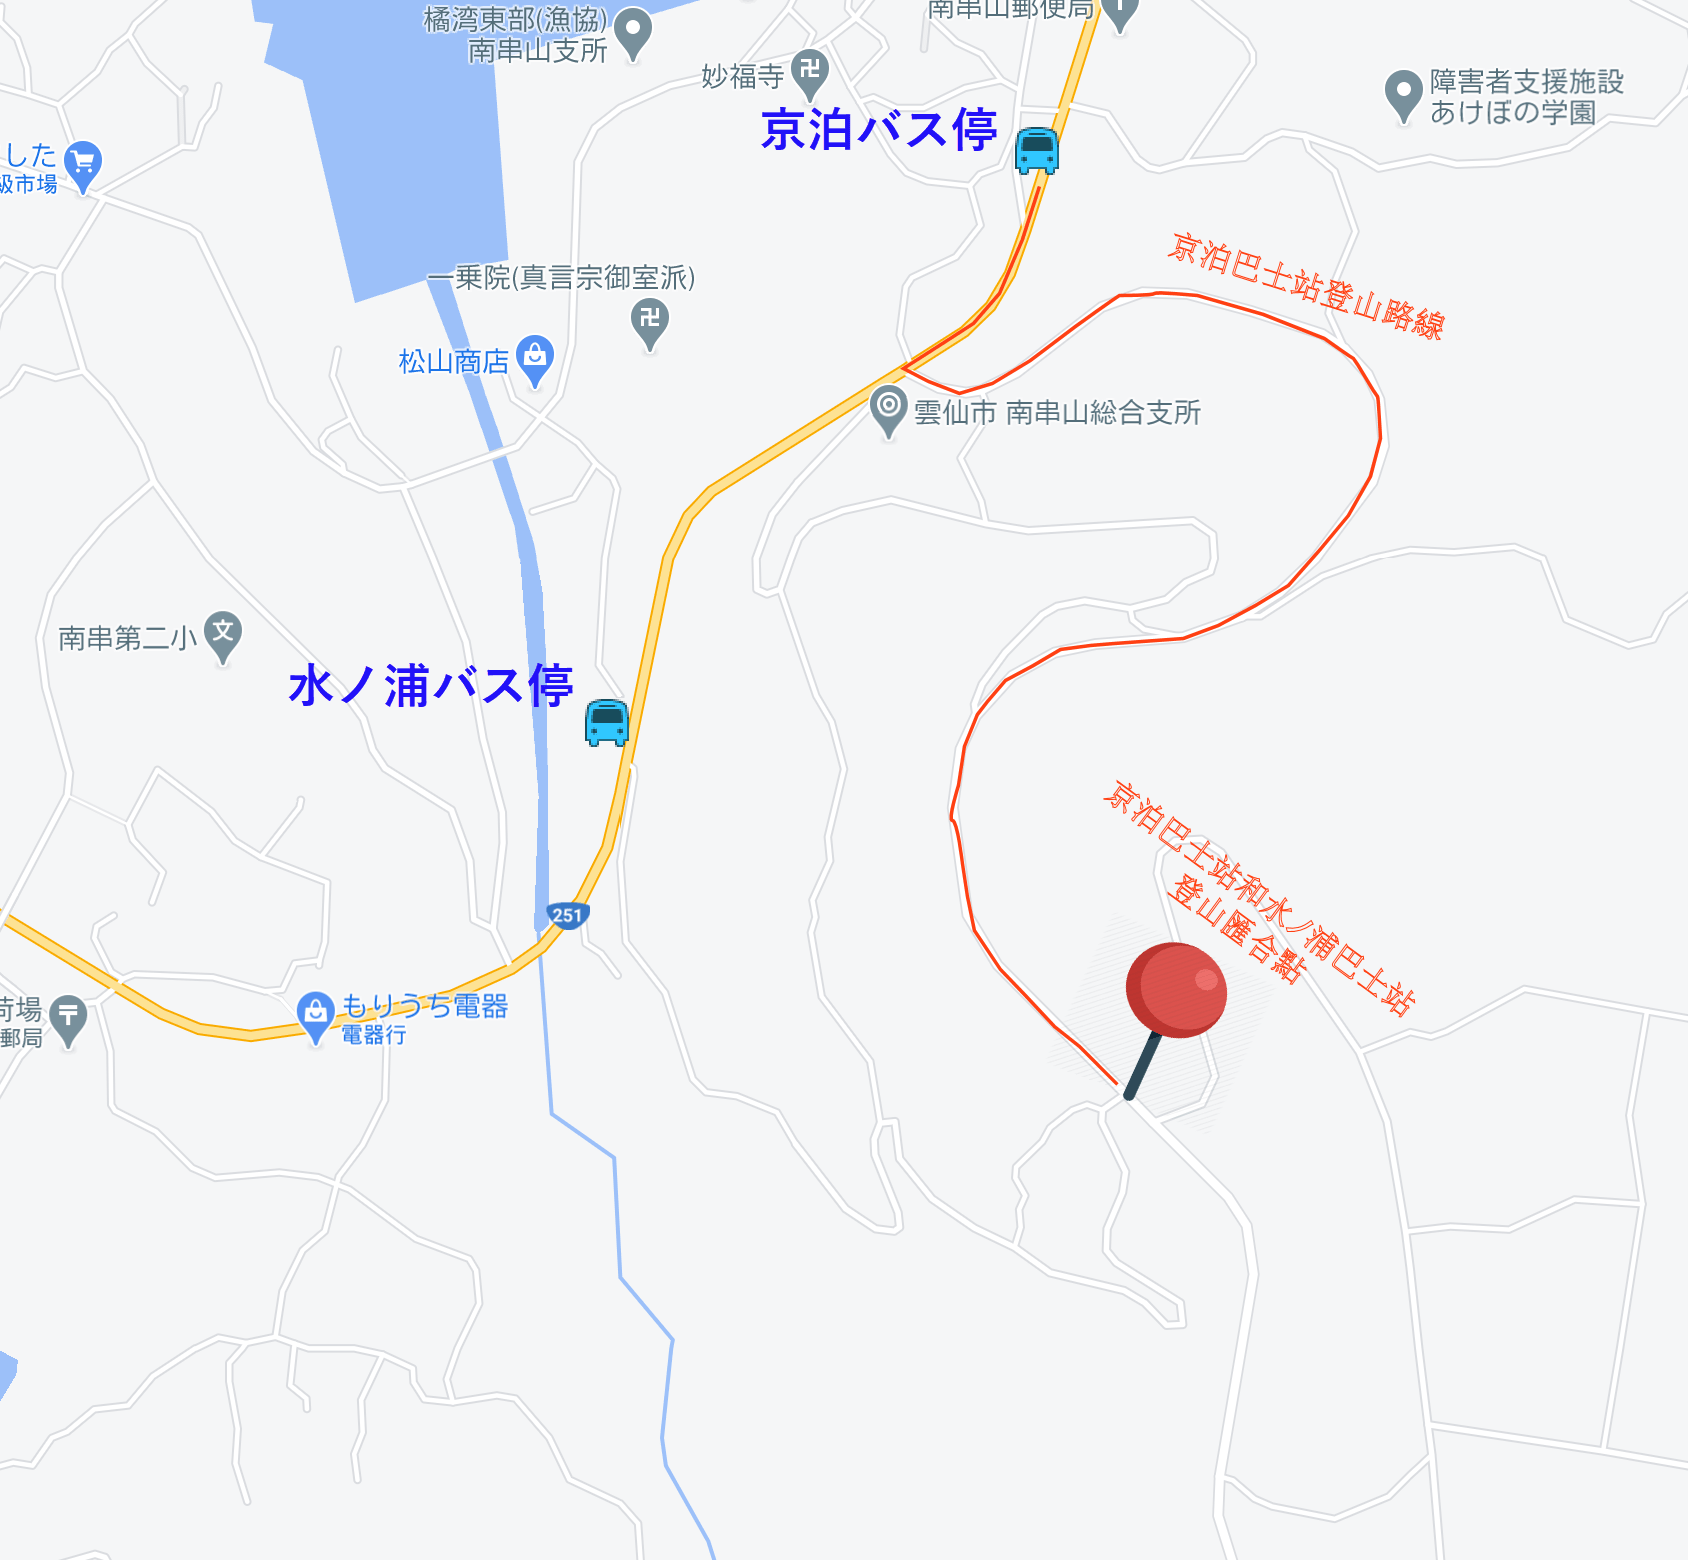 橘湾東部(漁協)
南串山支所
南串山郵便局
妙福寺
障害者支援施設
あけぼの学園
京泊バス停
した
級市場
京泊巴士站登山路線
一乗院(真言宗御室派)
松山商店
雲仙市 南串山総合支所
南串第二小
水ノ浦バス停
京泊巴士站和水ノ浦巴士站
登山匯合點
251
もりうち電器
電器行
荷場
郵局